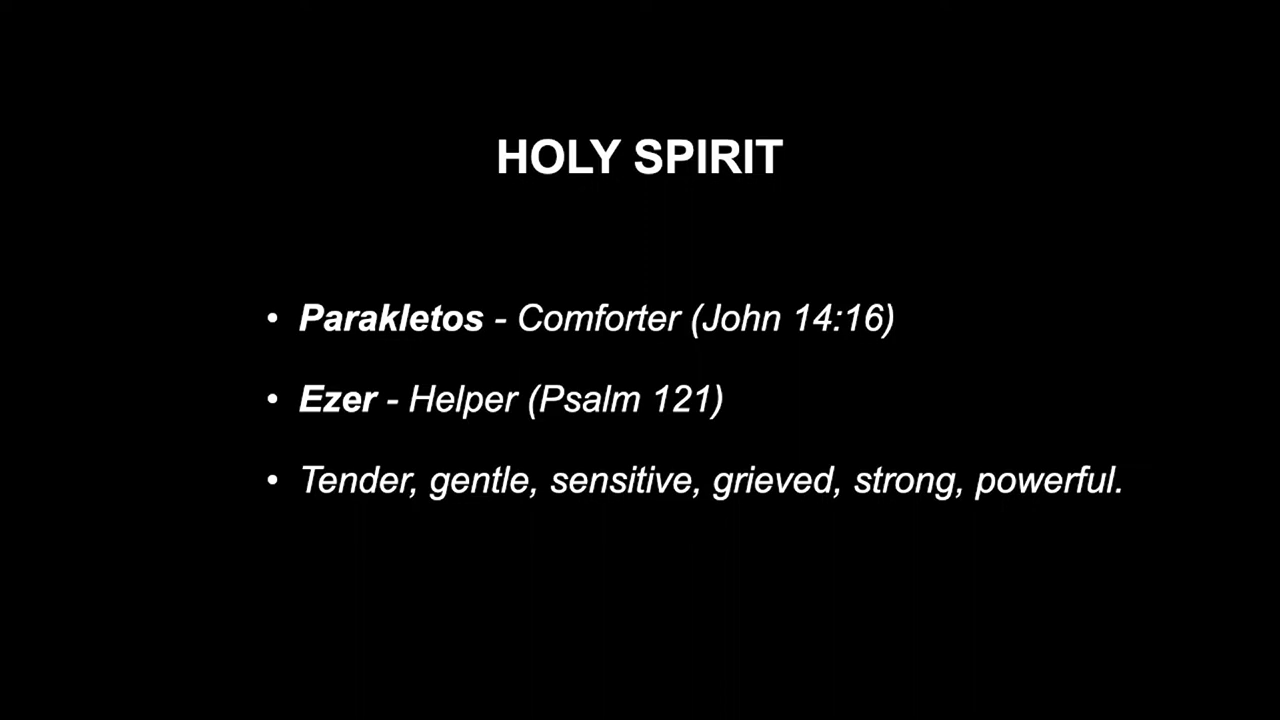 HOLY SPIRIT
• Parakletos - Comforter (John 14:16)
• Ezer - Helper (Psalm 121)
• Tender, gentle, sensitive, grieved, strong, powerful.